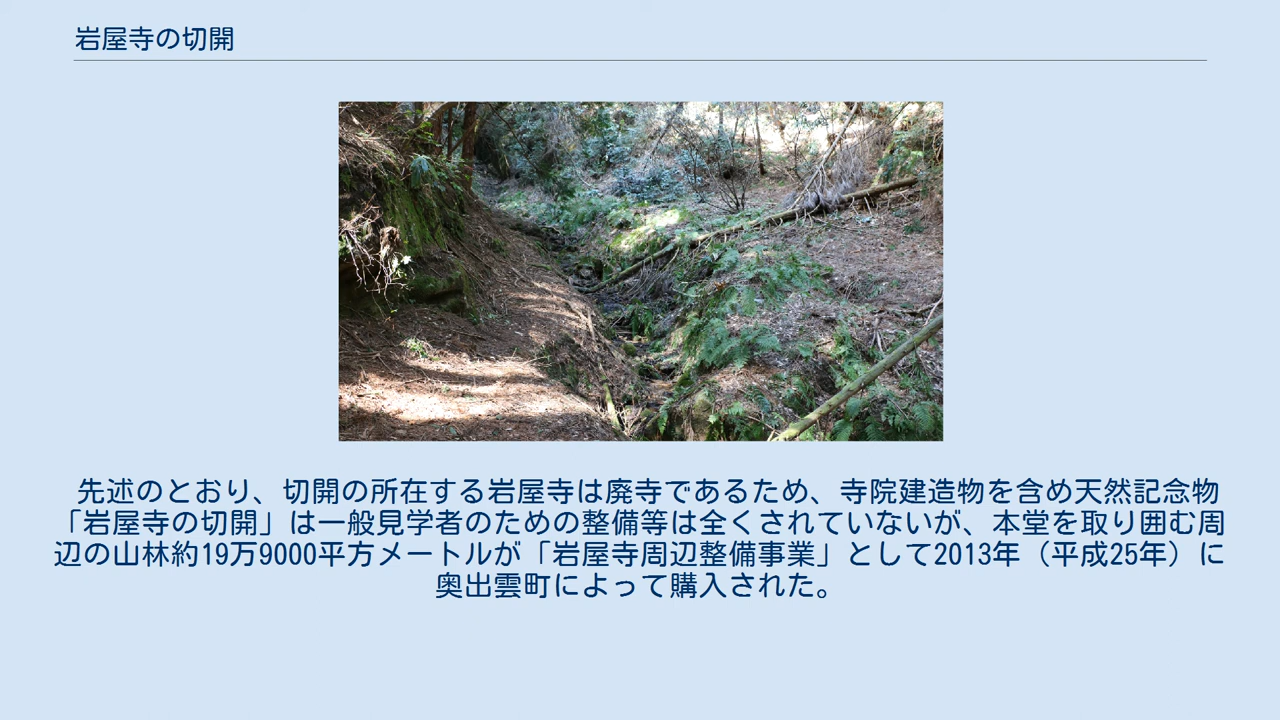 岩屋寺の切開
先述のとおり、切開の所在する岩屋寺は廃寺であるため、寺院建造物を含め天然記念物
「岩屋寺の切開」は一般見学者のための整備等は全くされていないが、本堂を取り囲む周
辺の山林約19万9000平方メートルが「岩屋寺周辺整備事業」として2013年（平成25年）に
奥出雲町によって購入された。